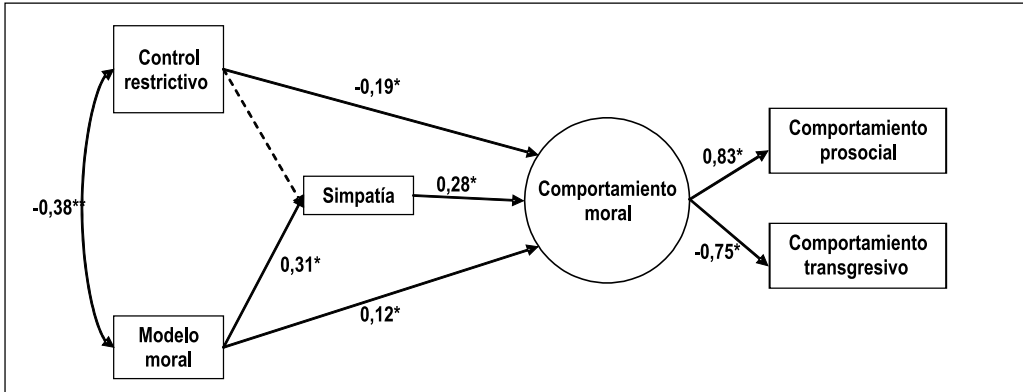 Control
restrictivo
-0,19*
Comportamiento
prosocial
0,83*
Simpatía
0,28*
Comportamiento
moral
-0,38**
0,31*
-0,75*
Comportamiento
transgresivo
0,12*
Modelo
moral